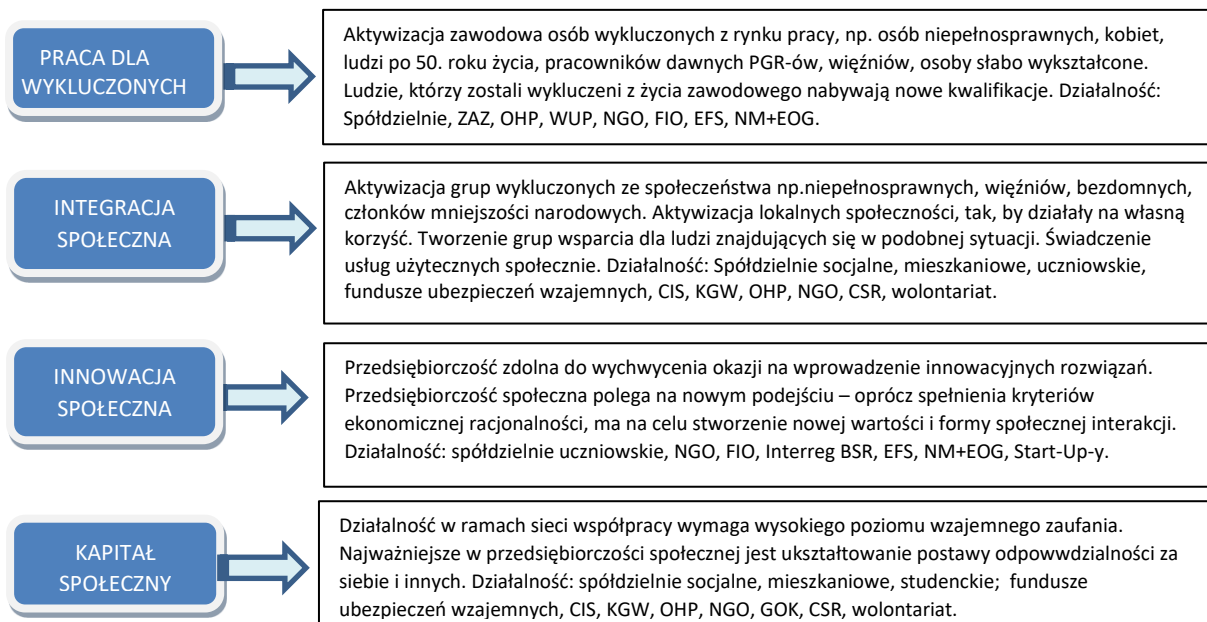 PRACA DLA
WYKLUCZONYCH
Aktywizacja zawodowa osób wykluczonych z rynku pracy, np. osób niepełnosprawnych, kobiet,
ludzi po 50. roku życia, pracowników dawnych PGR-ów, więźniów, osoby słabo wykształcone.
Ludzie, którzy zostali wykluczeni z życia zawodowego nabywają nowe kwalifikacje. Działalność:
Spółdzielnie, ZAZ, OHP, WUP, NGO, FIO, EFS, NM+EOG.
INTEGRACJA
SPOŁECZNA
Aktywizacja grup wykluczonych ze społeczeństwa np.niepełnosprawnych, więźniów, bezdomnych,
członków mniejszości narodowych. Aktywizacja lokalnych społeczności, tak, by działały na własną
korzyść. Tworzenie grup wsparcia dla ludzi znajdujących się w podobnej sytuacji. Świadczenie
usług użytecznych społecznie. Działalność: Spółdzielnie socjalne, mieszkaniowe, uczniowskie,
fundusze ubezpieczeń wzajemnych, CIS, KGW, OHP, NGO, CSR, wolontariat.
INNOWACJA
SPOŁECZNA
Przedsiębiorczość zdolna do wychwycenia okazji na wprowadzenie innowacyjnych rozwiązań.
Przedsiębiorczość społeczna polega na nowym podejściu – oprócz spełnienia kryteriów
ekonomicznej racjonalności, ma na celu stworzenie nowej wartości i formy społecznej interakcji.
Działalność: spółdzielnie uczniowskie, NGO, FIO, Interreg BSR, EFS, NM+EOG, Start-Up-y.
KAPITAŁ
SPOŁECZNY
Działalność w ramach sieci współpracy wymaga wysokiego poziomu wzajemnego zaufania.
Najważniejsze w przedsiębiorczości społecznej jest ukształtowanie postawy odpowwdzialności za
siebie i innych. Działalność: spółdzielnie socjalne, mieszkaniowe, studenckie; fundusze
ubezpieczeń wzajemnych, CIS, KGW, OHP, NGO, GOK, CSR, wolontariat.